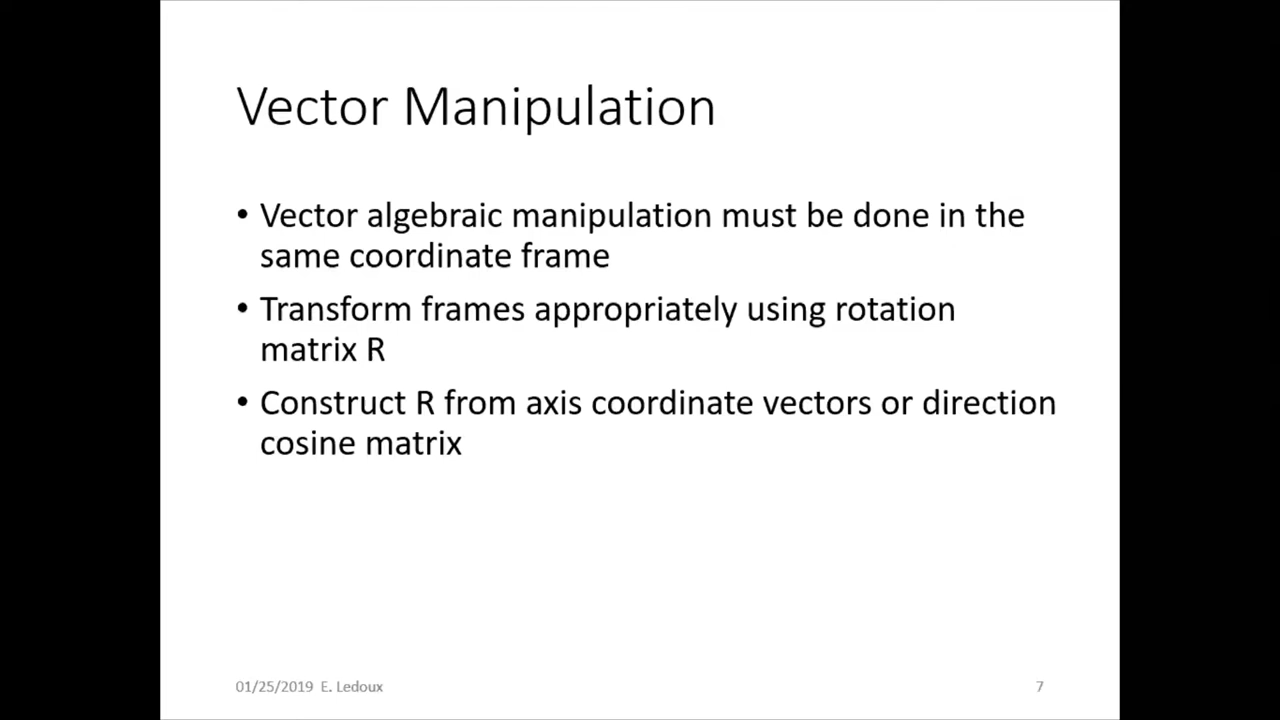 Vector Manipulation
• Vector algebraic manipulation must be done in the
same coordinate frame
• Transform frames appropriately using rotation
matrix R
• Construct R from axis coordinate vectors or direction
cosine matrix
01/25/2019 E. Ledoux
7